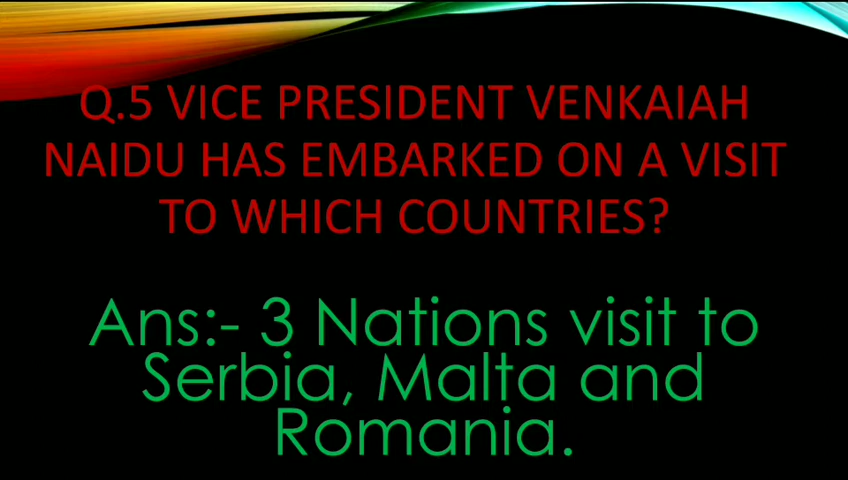 Q.5 VICE PRESIDENT VENKAIAH
NAIDU HAS EMBARKED ON A VISIT
TO WHICH COUNTRIES?
Ans:- 3 Nations visit to
Serbia, Malta and
Romania.